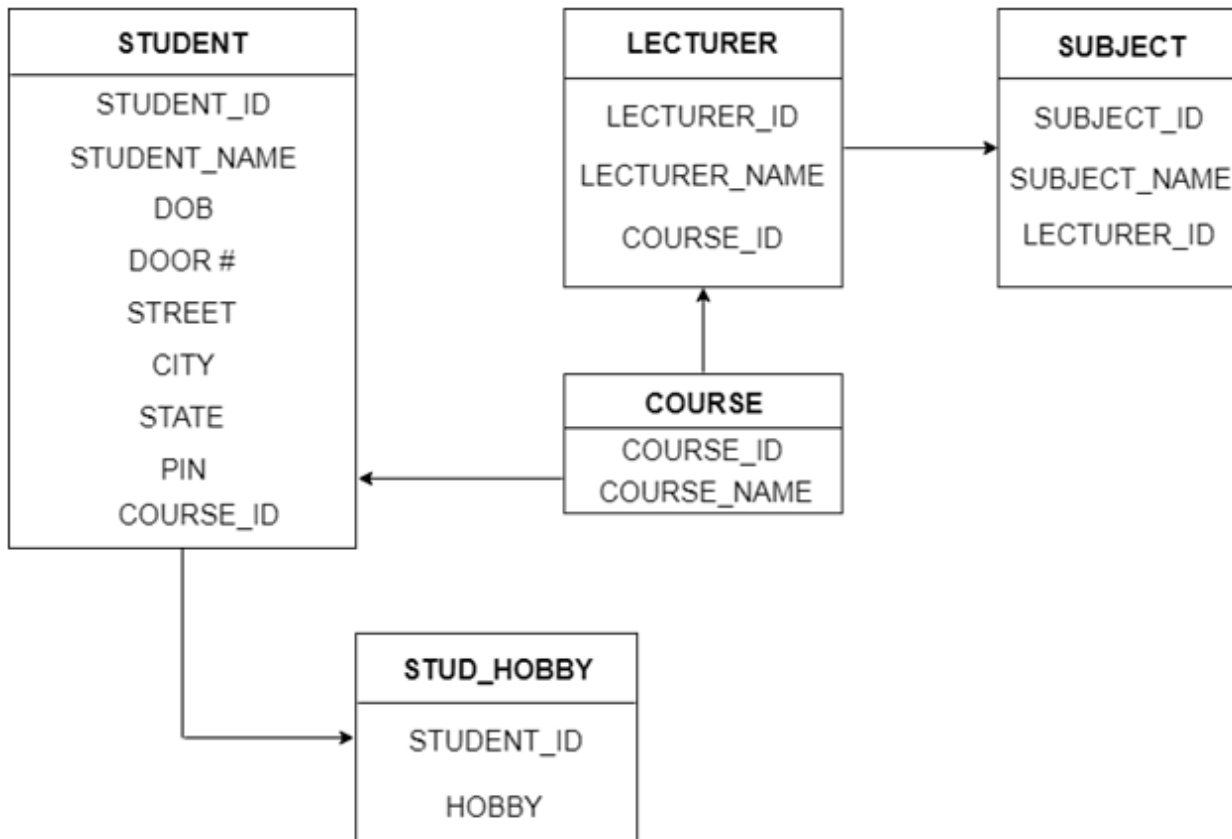 STUDENT
STUDENT_ID
STUDENT_NAME
DOB
DOOR #
STREET
CITY
STATE
PIN
COURSE_ID
LECTURER
LECTURER_ID
LECTURER_NAME
COURSE_ID
SUBJECT
SUBJECT_ID
SUBJECT_NAME
LECTURER_ID
COURSE
COURSE_ID
COURSE_NAME
STUD_HOBBY
STUDENT_ID
HOBBY